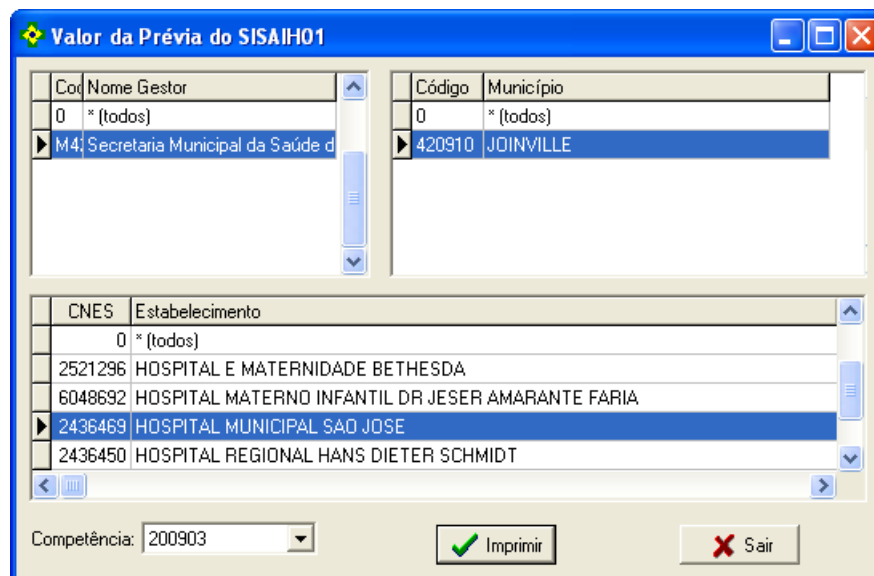 Valor da Prévia do SISAIH01
Cod Nome Gestor
0 * (todos)
M42 Secretaria Municipal da Saúde d
Código Município
0 * (todos)
420910 JOINVILLE
CNES Estabelecimento
0 * (todos)
2521296 HOSPITAL E MATERNIDADE BETHESDA
6048692 HOSPITAL MATERNO INFANTIL DR JESER AMARANTE FARIA
2436469 HOSPITAL MUNICIPAL SAO JOSE
2436450 HOSPITAL REGIONAL HANS DIETER SCHMIDT
Competência: 200903 Imprimir Sair